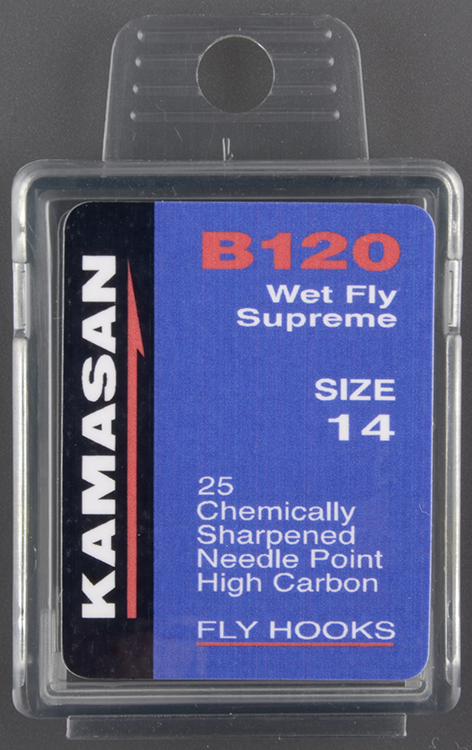 KAMASAN
B120
Wet Fly
Supreme
SIZE
14
25
Chemically
Sharpened
Needle Point
High Carbon
FLY HOOKS